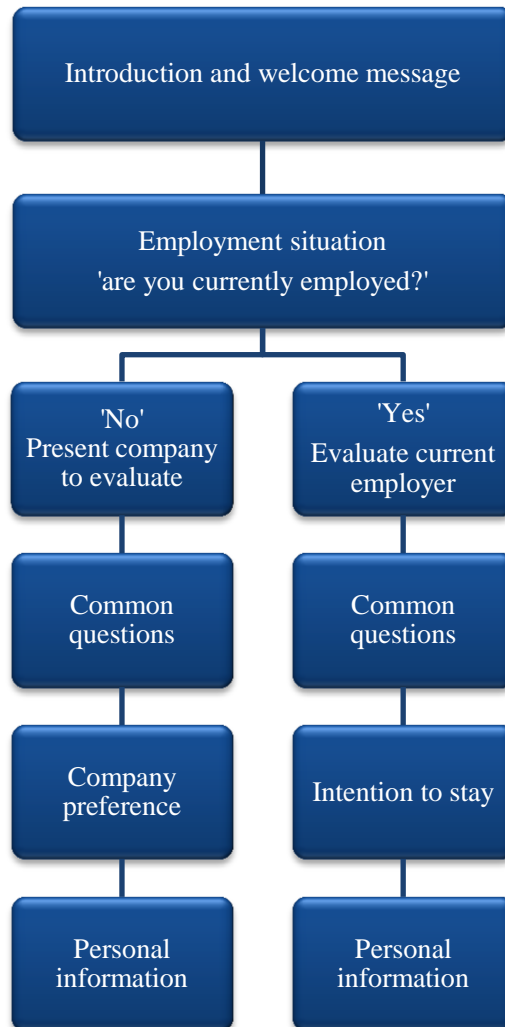 Introduction and welcome message
Employment situation
'are you currently employed?'
'No'
Present company
to evaluate
'Yes'
Evaluate current
employer
Common
questions
Common
questions
Company
preference
Intention to stay
Personal
information
Personal
information